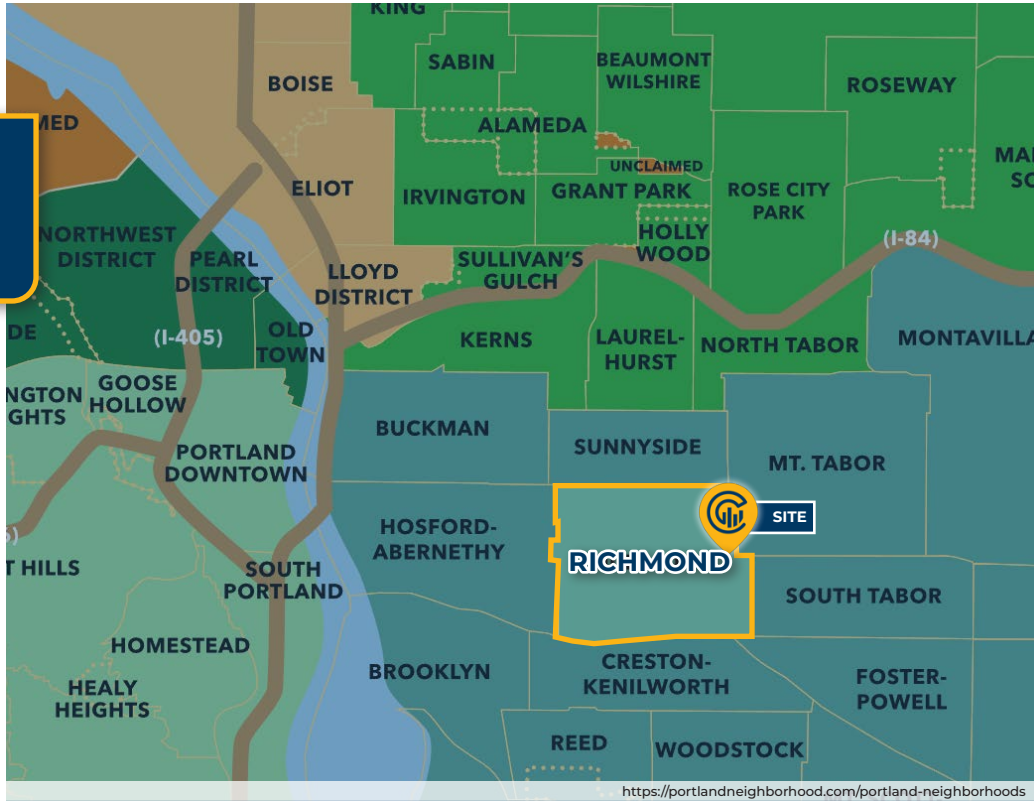 KING
SABIN
BEAUMONT
WILSHIRE
BOISE
ROSEWAY
ALAMEDA
UNCLAIMED
ELIOT
IRVINGTON
GRANT PARK
ROSE CITY
PARK
NORTHWEST
DISTRICT
PEARL
DISTRICT
LLOYD
DISTRICT
SULLIVAN'S
GULCH
HOLLY
WOOD
(I-84)
(I-405)
OLD
TOWN
KERNS
LAUREL-
HURST
NORTH TABOR
MONTAVILLA
GOOSE
HOLLOW
NGTON
GHTS
BUCKMAN
SUNNYSIDE
MT. TABOR
PORTLAND
DOWNTOWN
SITE
HOSFORD-
ABERNETHY
RICHMOND
T HILLS
SOUTH
PORTLAND
SOUTH TABOR
HOMESTEAD
BROOKLYN
CRESTON-
KENILWORTH
FOSTER-
POWELL
HEALY
HEIGHTS
REED
WOODSTOCK
https://portlandneighborhood.com/portland-neighborhoods